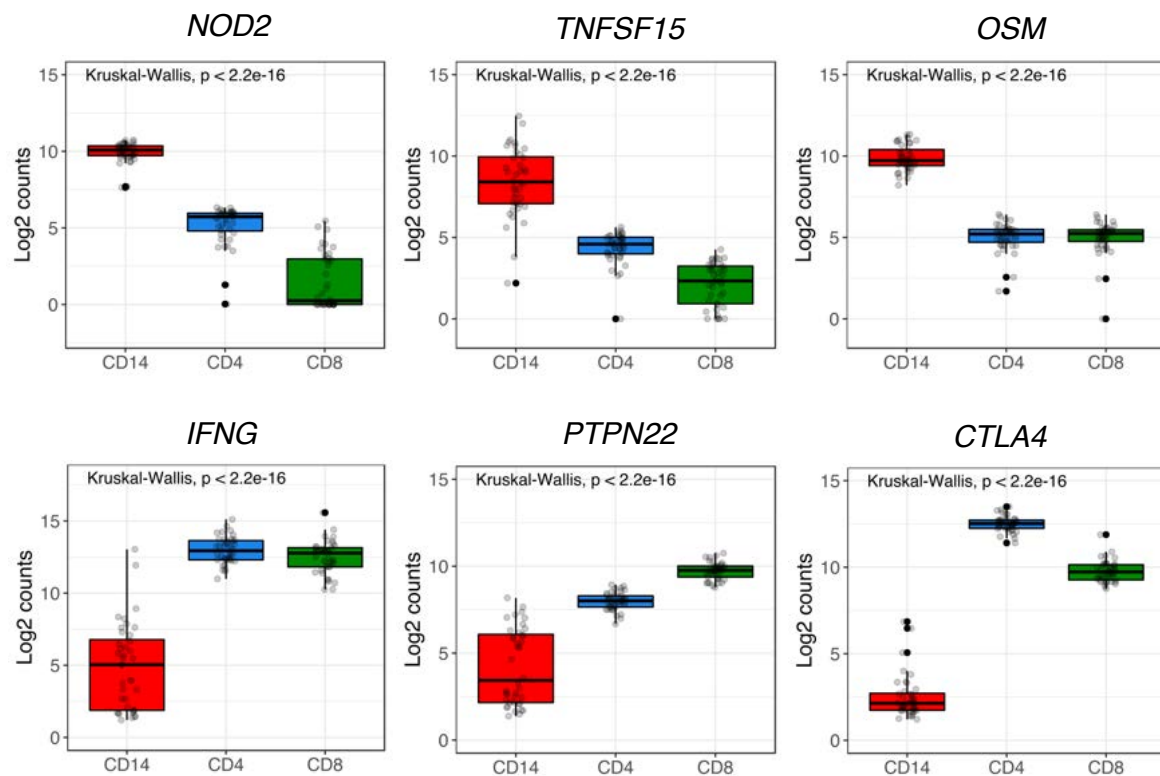 NOD2
TNFSF15
OSM
Kruskal-Wallis, p < 2.2e-16
Kruskal-Wallis, p < 2.2e-16
Kruskal-Wallis, p < 2.2e-16
Log2 counts
15
10
5
0
CD14 CD4 CD8
Log2 counts
15
10
5
0
CD14 CD4 CD8
Log2 counts
15
10
5
0
CD14 CD4 CD8
IFNG
PTPN22
CTLA4
Kruskal-Wallis, p < 2.2e-16
Kruskal-Wallis, p < 2.2e-16
Kruskal-Wallis, p < 2.2e-16
Log2 counts
15
10
5
0
CD14 CD4 CD8
Log2 counts
15
10
5
0
CD14 CD4 CD8
Log2 counts
15
10
5
0
CD14 CD4 CD8